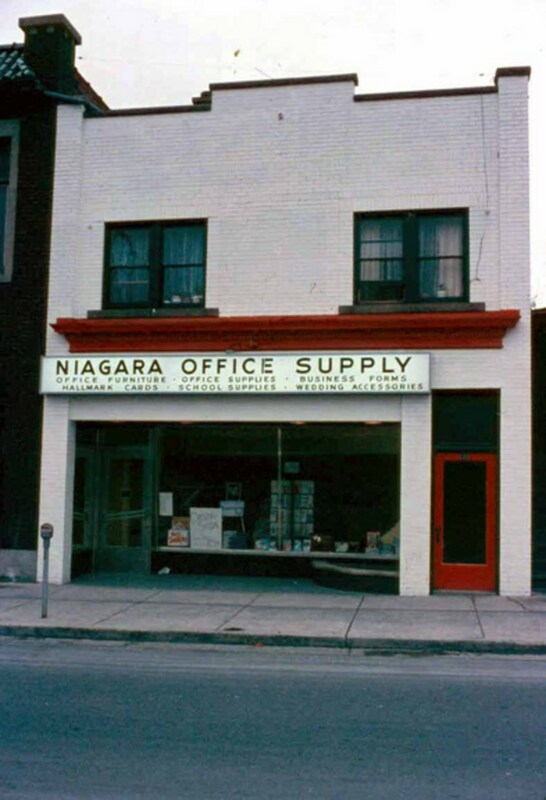 NIAGARA OFFICE SUPPLY
OFFICE FURNITURE · OFFICE SUPPLIES · BUSINESS FORMS
HALLMARK CARDS · SCHOOL SUPPLIES · WEDDING ACCESSORIES